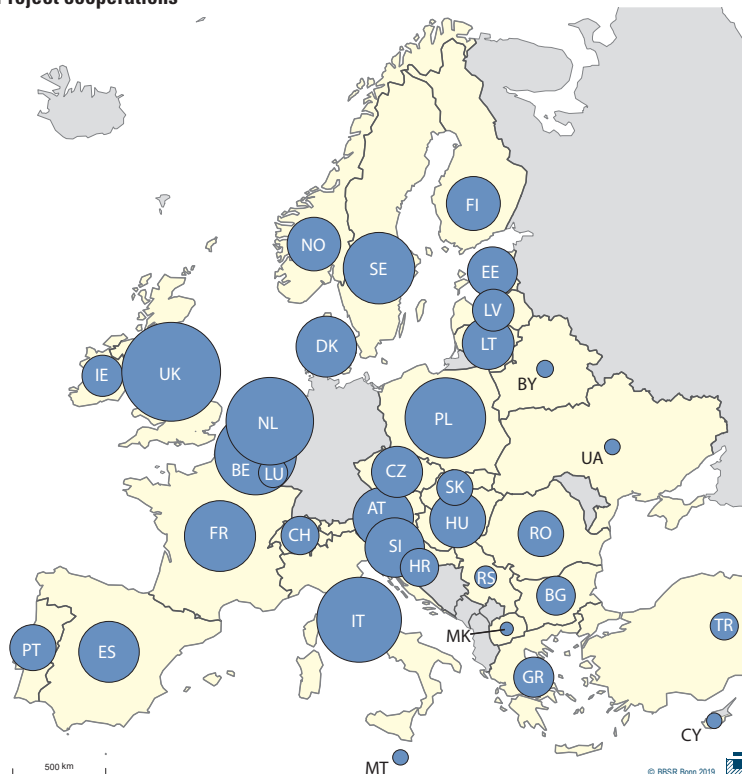 Project cooperations
FI
NO
SE
EE
LV
DK
LT
IE
UK
BY
NL
PL
UA
BE
LU
CZ
SK
AT
HU
FR
CH
SI
RO
HR
RS
BG
IT
TR
MK
PT
ES
GR
CY
500 km
MT
© BBSR Bonn 2019